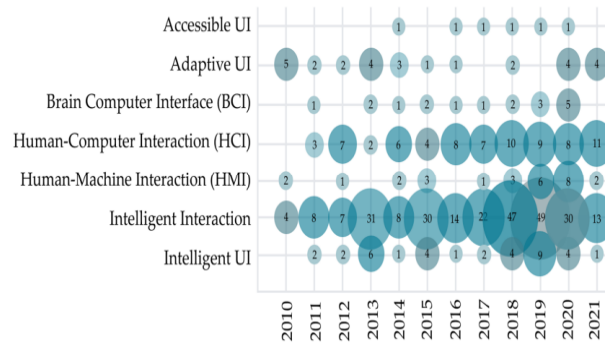 Accessible UI 1 1 1 1 1 1
Adaptive UI 5 2 2 4 3 1 1 2 4 4
Brain Computer Interface (BCI) 1 2 1 2 1 1 2 3 5
Human-Computer Interaction (HCI) 3 7 2 6 4 8 7 10 9 8 11
Human-Machine Interaction (HMI) 2 1 2 3 1 3 6 8 2
Intelligent Interaction 4 8 7 31 8 30 14 22 47 49 30 13
Intelligent UI 2 2 6 1 4 1 2 4 9 4 1
2010 2011 2012 2013 2014 2015 2016 2017 2018 2019 2020 2021